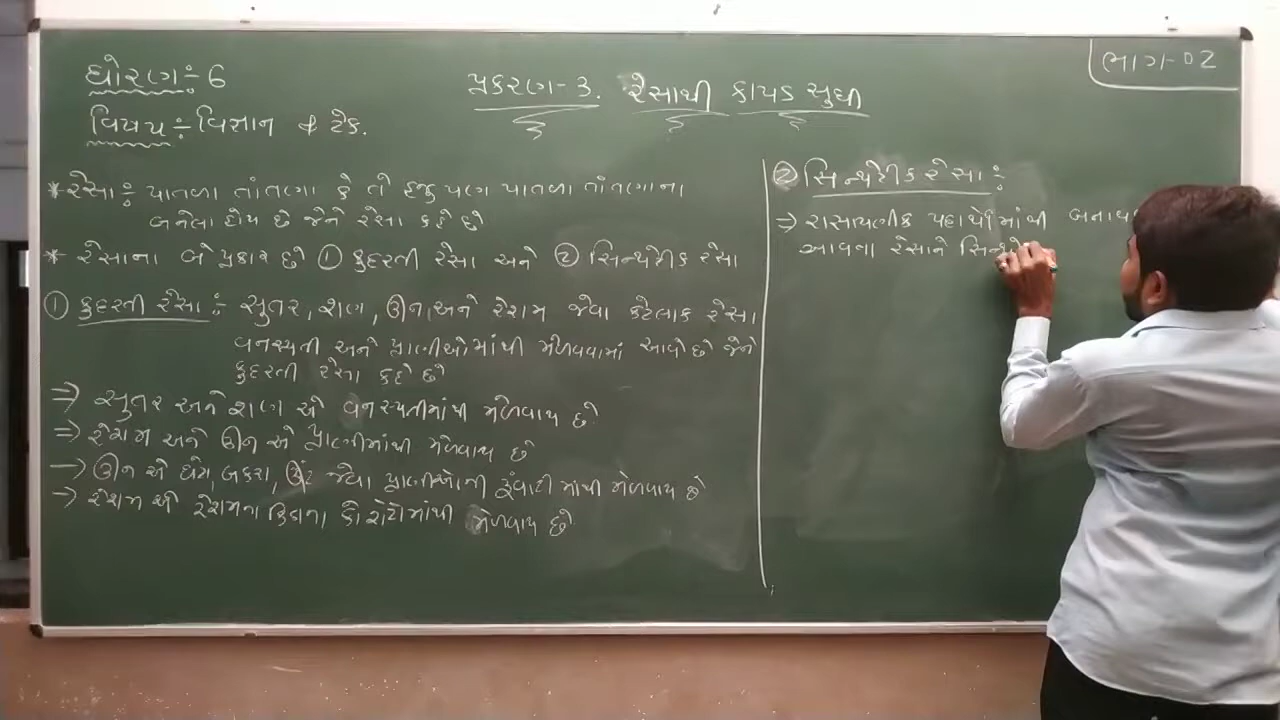 ધોરણ ÷ 6
વિષય ÷ વિજ્ઞાન & ટેક.
પ્રકરણ - 3. રેસાથી કાપડ સુધી
ભાગ-02
* રેસા ÷ પાતળા તાંતણા કે તે હજુ પણ પાતળા તાંતણાના
બનેલા હોય છે જેને રેસા કહે છે
* રેસાના બે પ્રકાર છે ① કુદરતી રેસા અને ② સિન્થેટીક રેસા
① કુદરતી રેસા ÷ સુતર, શણ, ઊન, અને રેશમ જેવા કેટલાક રેસા
વનસ્પતી અને પ્રાણીઓમાંથી મેળવવામાં આવે છે જેને
કુદરતી રેસા કહે છે
⇒ સુતર અને શણ એ વનસ્પતીમાંથી મેળવાય છે
⇒ રેશમ અને ઊન એ પ્રાણીમાંથી મેળવાય છે
→ ઊન એ ઘેટા, બકરા, ઊંટ જેવા પ્રાણીઓની રૂંવાટીમાંથી મેળવાય છે
→ રેશમ એ રેશમના કિડાના કોશેટોમાંથી મેળવાય છે
② સિન્થેટીક રેસા ÷
⇒ રાસાયણીક પદાર્થોમાંથી બનાવ
આવતા રેસાને સિન્થે